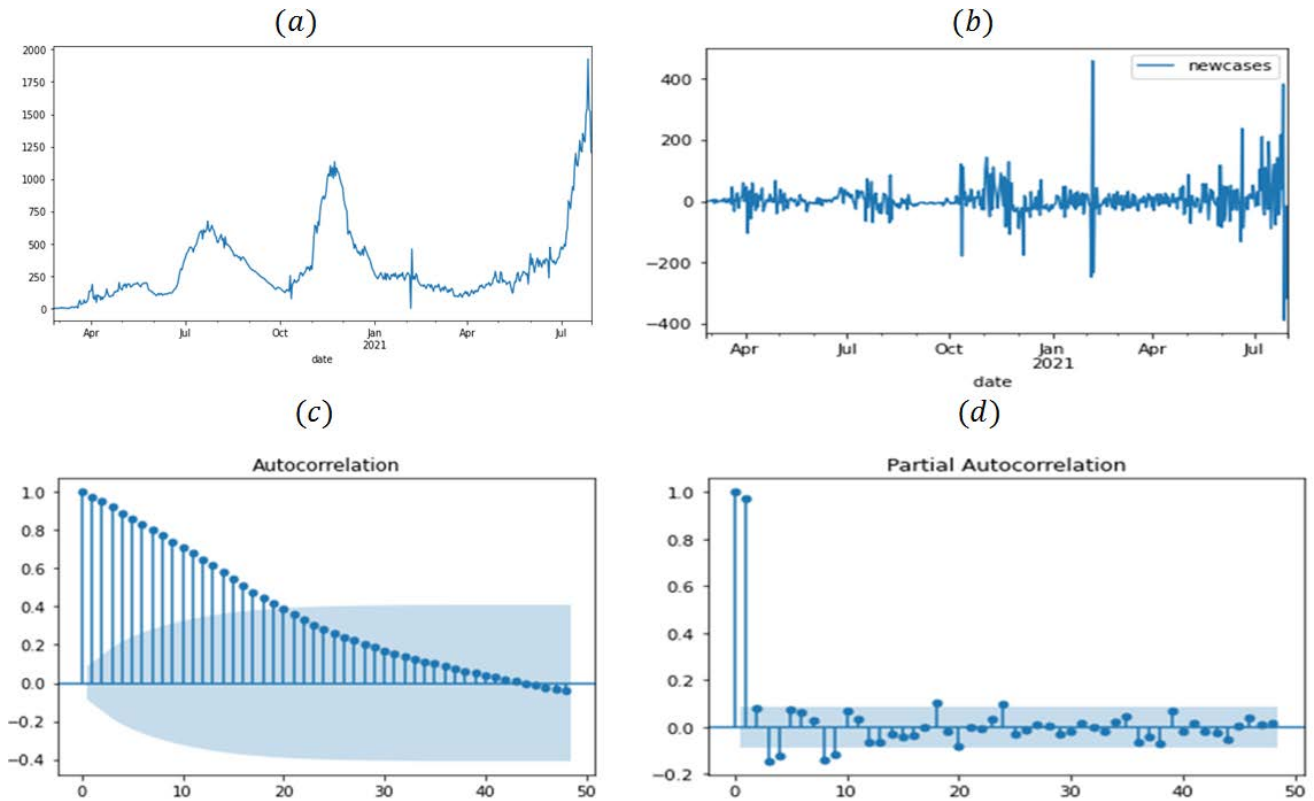 (a)
2000
1750
1500
1250
1000
750
500
250
0
Apr Jul Oct Jan Apr Jul
2021
date
(b)
newcases
400
200
0
−200
−400
Apr Jul Oct Jan Apr Jul
2021
date
(c)
Autocorrelation
1.0
0.8
0.6
0.4
0.2
0.0
−0.2
−0.4
0 10 20 30 40 50
(d)
Partial Autocorrelation
1.0
0.8
0.6
0.4
0.2
0.0
−0.2
0 10 20 30 40 50